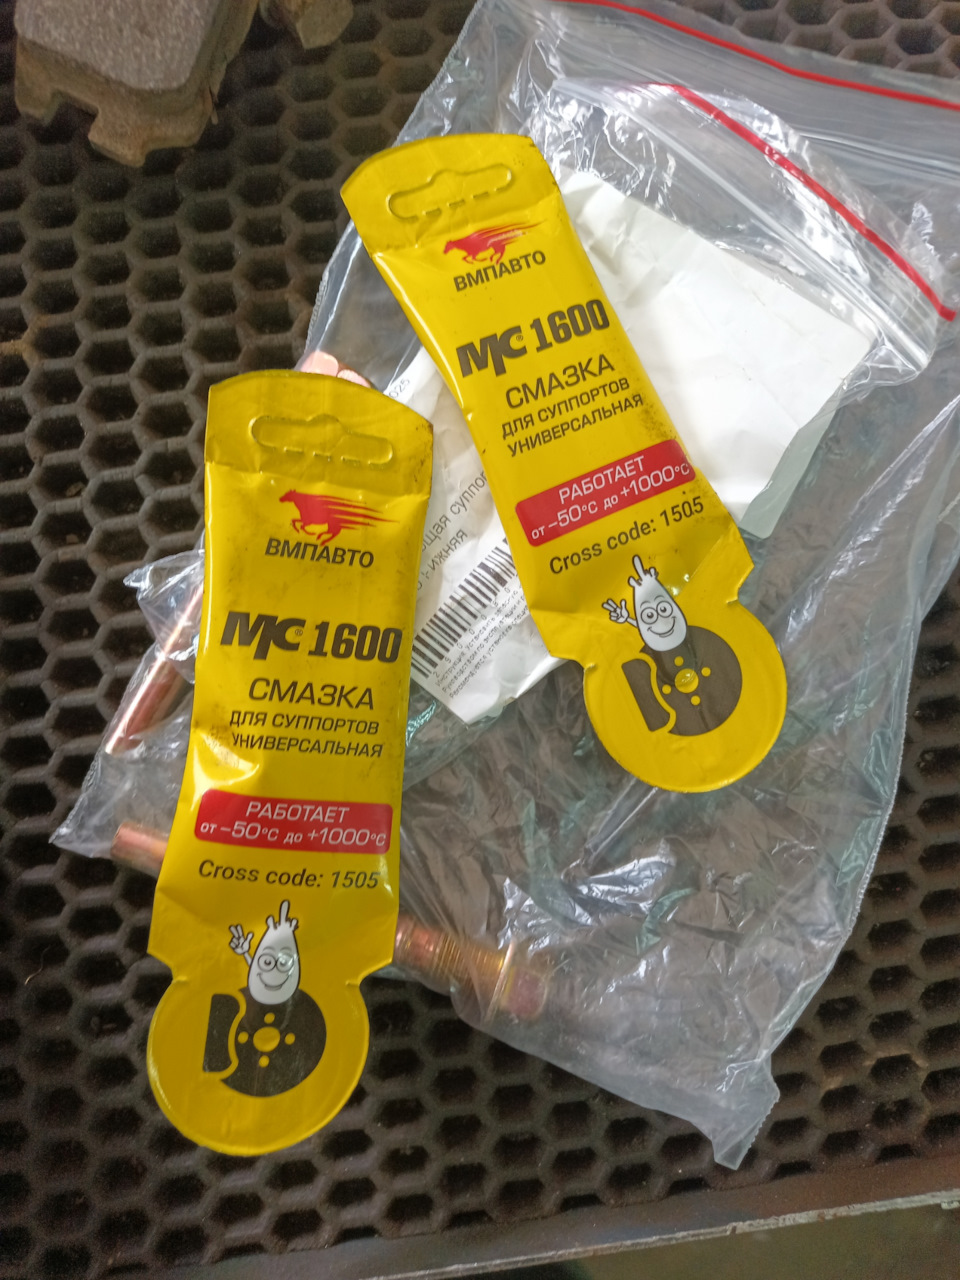 ВМПАВТО
МС® 1600
СМАЗКА
ДЛЯ СУППОРТОВ
УНИВЕРСАЛЬНАЯ
РАБОТАЕТ
от –50°С до +1000°С
Cross code: 1505
ВМПАВТО
МС® 1600
СМАЗКА
ДЛЯ СУППОРТОВ
УНИВЕРСАЛЬНАЯ
РАБОТАЕТ
от –50°С до +1000°С
Cross code: 1505